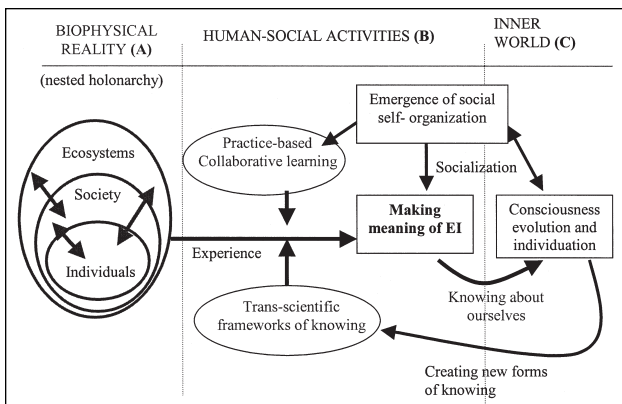 BIOPHYSICAL
REALITY (A)
HUMAN-SOCIAL ACTIVITIES (B)
INNER
WORLD (C)
(nested holonarchy)
Ecosystems
Society
Individuals
Practice-based
Collaborative learning
Emergence of social
self- organization
Socialization
Experience
Making
meaning of EI
Consciousness
evolution and
individuation
Trans-scientific
frameworks of knowing
Knowing about
ourselves
Creating new forms
of knowing